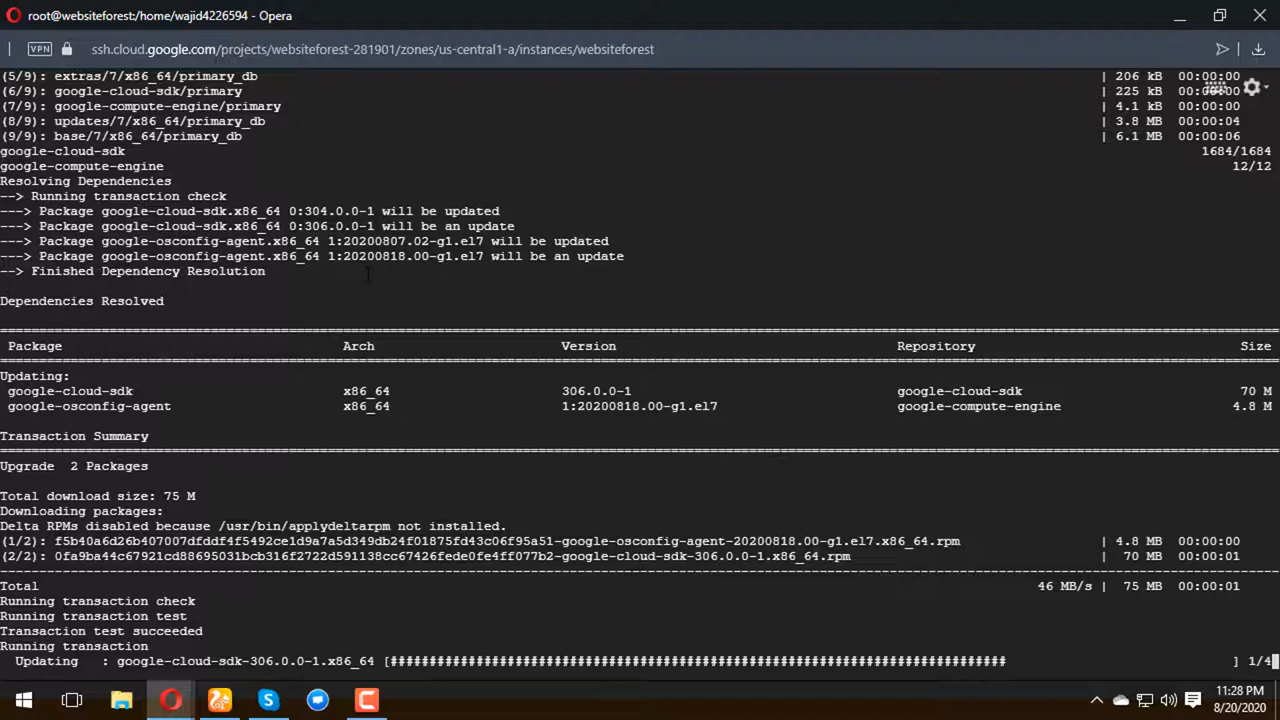 root@websiteforest:/home/wajid4226594 - Opera
VPN ssh.cloud.google.com/projects/websiteforest-281901/zones/us-central1-a/instances/websiteforest
(5/9): extras/7/x86_64/primary_db | 206 kB 00:00:00
(6/9): google-cloud-sdk/primary | 225 kB 00:00:00
(7/9): google-compute-engine/primary | 4.1 kB 00:00:00
(8/9): updates/7/x86_64/primary_db | 3.8 MB 00:00:04
(9/9): base/7/x86_64/primary_db | 6.1 MB 00:00:06
google-cloud-sdk 1684/1684
google-compute-engine 12/12
Resolving Dependencies
--> Running transaction check
---> Package google-cloud-sdk.x86_64 0:304.0.0-1 will be updated
---> Package google-cloud-sdk.x86_64 0:306.0.0-1 will be an update
---> Package google-osconfig-agent.x86_64 1:20200807.02-g1.el7 will be updated
---> Package google-osconfig-agent.x86_64 1:20200818.00-g1.el7 will be an update
--> Finished Dependency Resolution
Dependencies Resolved
Package Arch Version Repository Size
Updating:
google-cloud-sdk x86_64 306.0.0-1 google-cloud-sdk 70 M
google-osconfig-agent x86_64 1:20200818.00-g1.el7 google-compute-engine 4.8 M
Transaction Summary
Upgrade 2 Packages
Total download size: 75 M
Downloading packages:
Delta RPMs disabled because /usr/bin/applydeltarpm not installed.
(1/2): f5b40a6d26b407007dfddf4f5492ce1d9a7a5d349db24f01875fd43c06f95a51-google-osconfig-agent-20200818.00-g1.el7.x86_64.rpm | 4.8 MB 00:00:00
(2/2): 0fa9ba44c67921cd88695031bcb316f2722d591138cc67426fede0fe4ff077b2-google-cloud-sdk-306.0.0-1.x86_64.rpm | 70 MB 00:00:01
Total 46 MB/s | 75 MB 00:00:01
Running transaction check
Running transaction test
Transaction test succeeded
Running transaction
Updating : google-cloud-sdk-306.0.0-1.x86_64 [############################################################################### ] 1/4
11:28 PM
8/20/2020